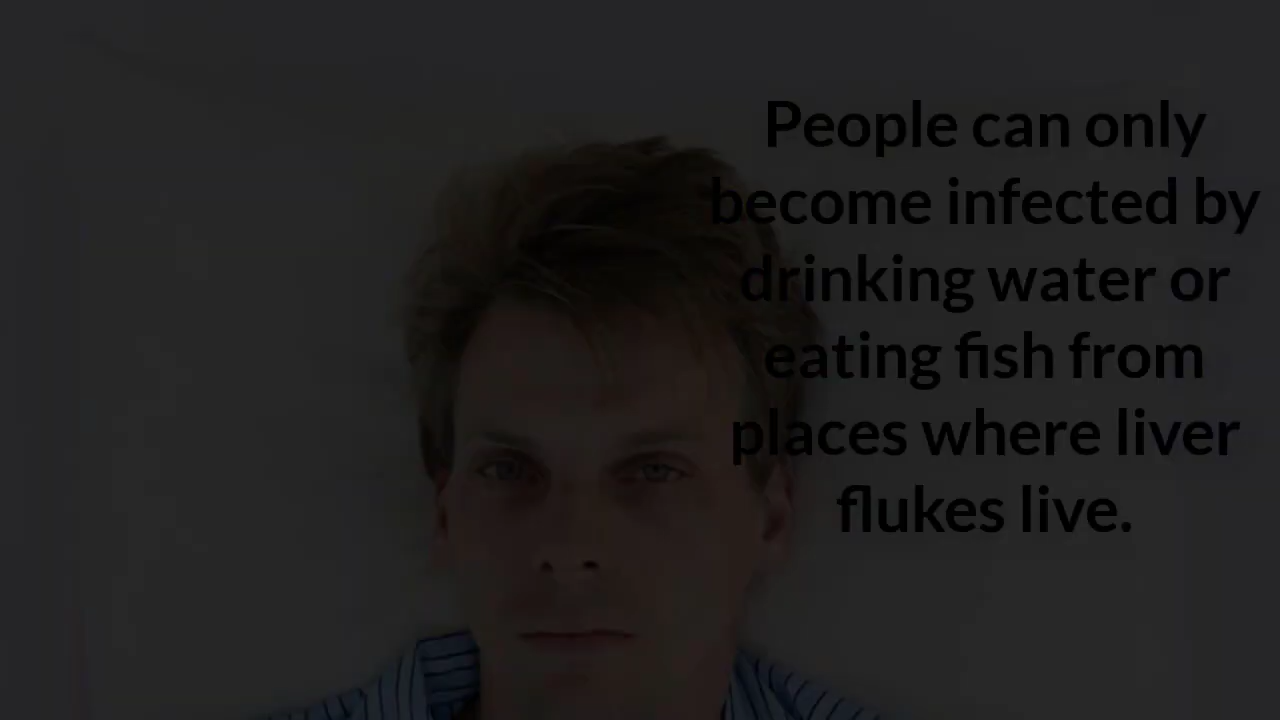 People can only
become infected by
drinking water or
eating fish from
places where liver
flukes live.